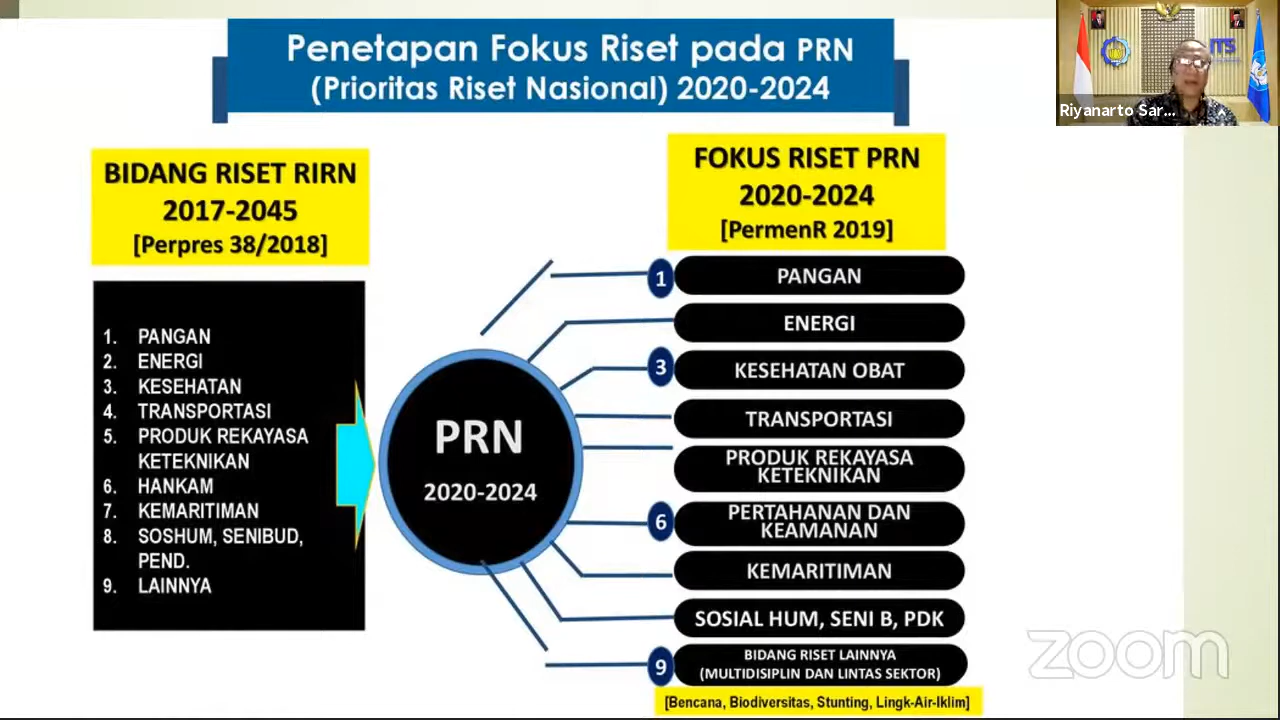 Penetapan Fokus Riset pada PRN
(Prioritas Riset Nasional) 2020-2024
ITS
Riyanarto Sar...
BIDANG RISET RIRN
2017-2045
[Perpres 38/2018]
1. PANGAN
2. ENERGI
3. KESEHATAN
4. TRANSPORTASI
5. PRODUK REKAYASA
KETEKNIKAN
6. HANKAM
7. KEMARITIMAN
8. SOSHUM, SENIBUD,
PEND.
9. LAINNYA
PRN
2020-2024
FOKUS RISET PRN
2020-2024
[PermenR 2019]
1 PANGAN
ENERGI
3 KESEHATAN OBAT
TRANSPORTASI
PRODUK REKAYASA
KETEKNIKAN
6 PERTAHANAN DAN
KEAMANAN
KEMARITIMAN
SOSIAL HUM, SENI B, PDK
9 BIDANG RISET LAINNYA
(MULTIDISIPLIN DAN LINTAS SEKTOR)
[Bencana, Biodiversitas, Stunting, Lingk-Air-Iklim]
zoom